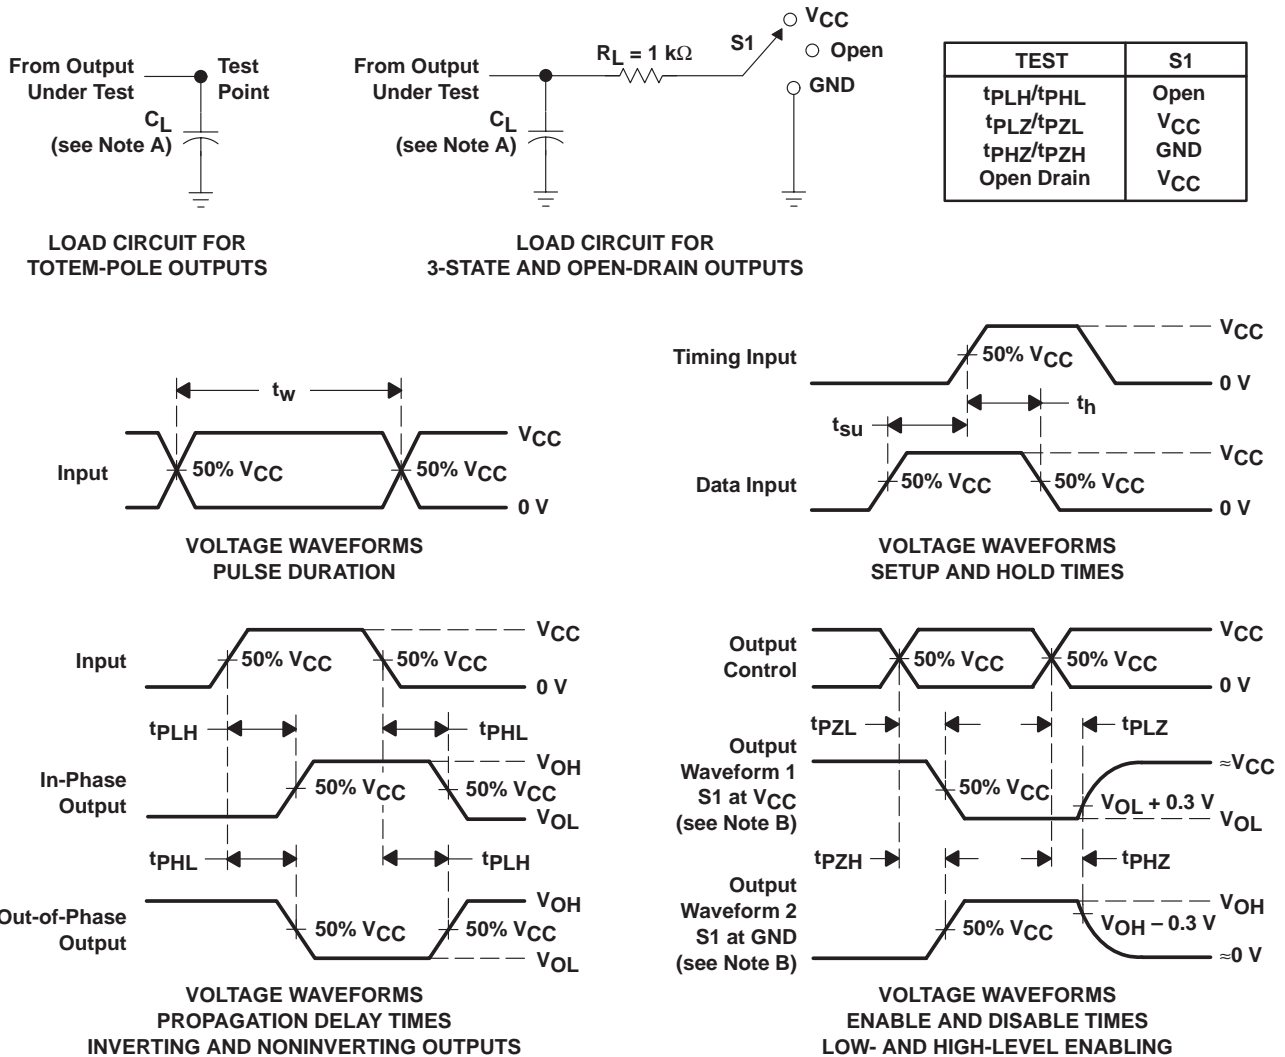 From Output
Under Test
Test
Point
CL
(see Note A)
LOAD CIRCUIT FOR
TOTEM-POLE OUTPUTS
From Output
Under Test
RL = 1 kΩ
S1
VCC
Open
GND
CL
(see Note A)
LOAD CIRCUIT FOR
3-STATE AND OPEN-DRAIN OUTPUTS
TEST S1
tPLH/tPHL Open
tPLZ/tPZL VCC
tPHZ/tPZH GND
Open Drain VCC
tw
Input
50% VCC
50% VCC
VCC
0 V
VOLTAGE WAVEFORMS
PULSE DURATION
Timing Input
50% VCC
VCC
0 V
tsu
th
Data Input
50% VCC
50% VCC
VCC
0 V
VOLTAGE WAVEFORMS
SETUP AND HOLD TIMES
Input
50% VCC
50% VCC
VCC
0 V
tPLH
tPHL
In-Phase
Output
50% VCC
50% VCC
VOH
VOL
tPHL
tPLH
Out-of-Phase
Output
50% VCC
50% VCC
VOH
VOL
VOLTAGE WAVEFORMS
PROPAGATION DELAY TIMES
INVERTING AND NONINVERTING OUTPUTS
Output
Control
50% VCC
50% VCC
VCC
0 V
tPZL
tPLZ
Output
Waveform 1
S1 at VCC
(see Note B)
50% VCC
VOL + 0.3 V
≈VCC
VOL
tPZH
tPHZ
Output
Waveform 2
S1 at GND
(see Note B)
50% VCC
VOH – 0.3 V
VOH
≈0 V
VOLTAGE WAVEFORMS
ENABLE AND DISABLE TIMES
LOW- AND HIGH-LEVEL ENABLING